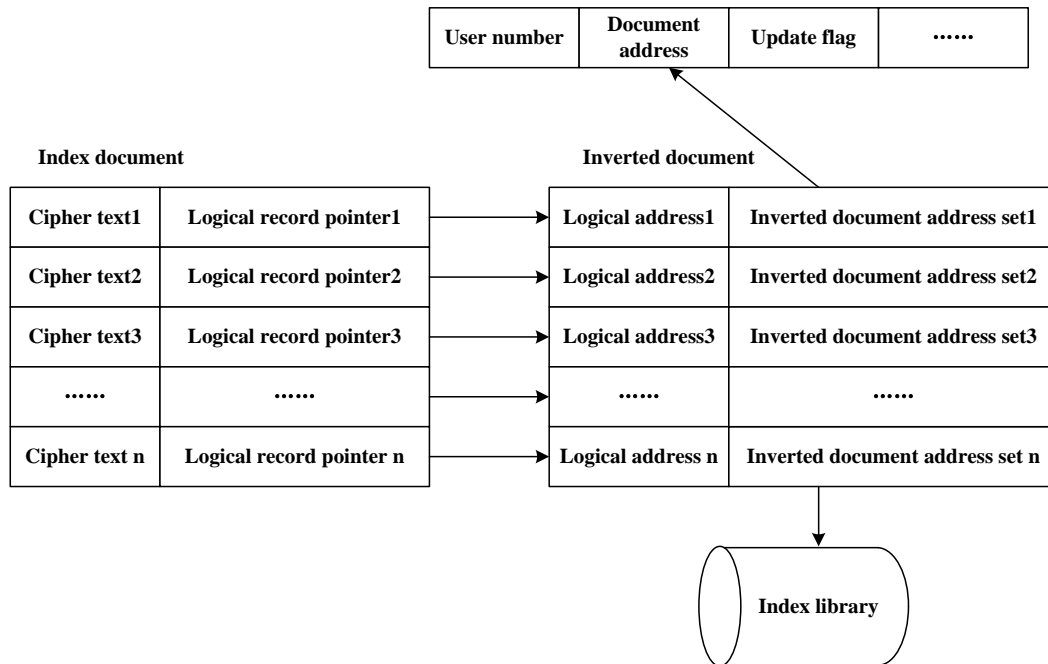 User number Document address Update flag ……
Index document Inverted document
Cipher text1 Logical record pointer1 Logical address1 Inverted document address set1
Cipher text2 Logical record pointer2 Logical address2 Inverted document address set2
Cipher text3 Logical record pointer3 Logical address3 Inverted document address set3
…… …… …… ……
Cipher text n Logical record pointer n Logical address n Inverted document address set n
Index library